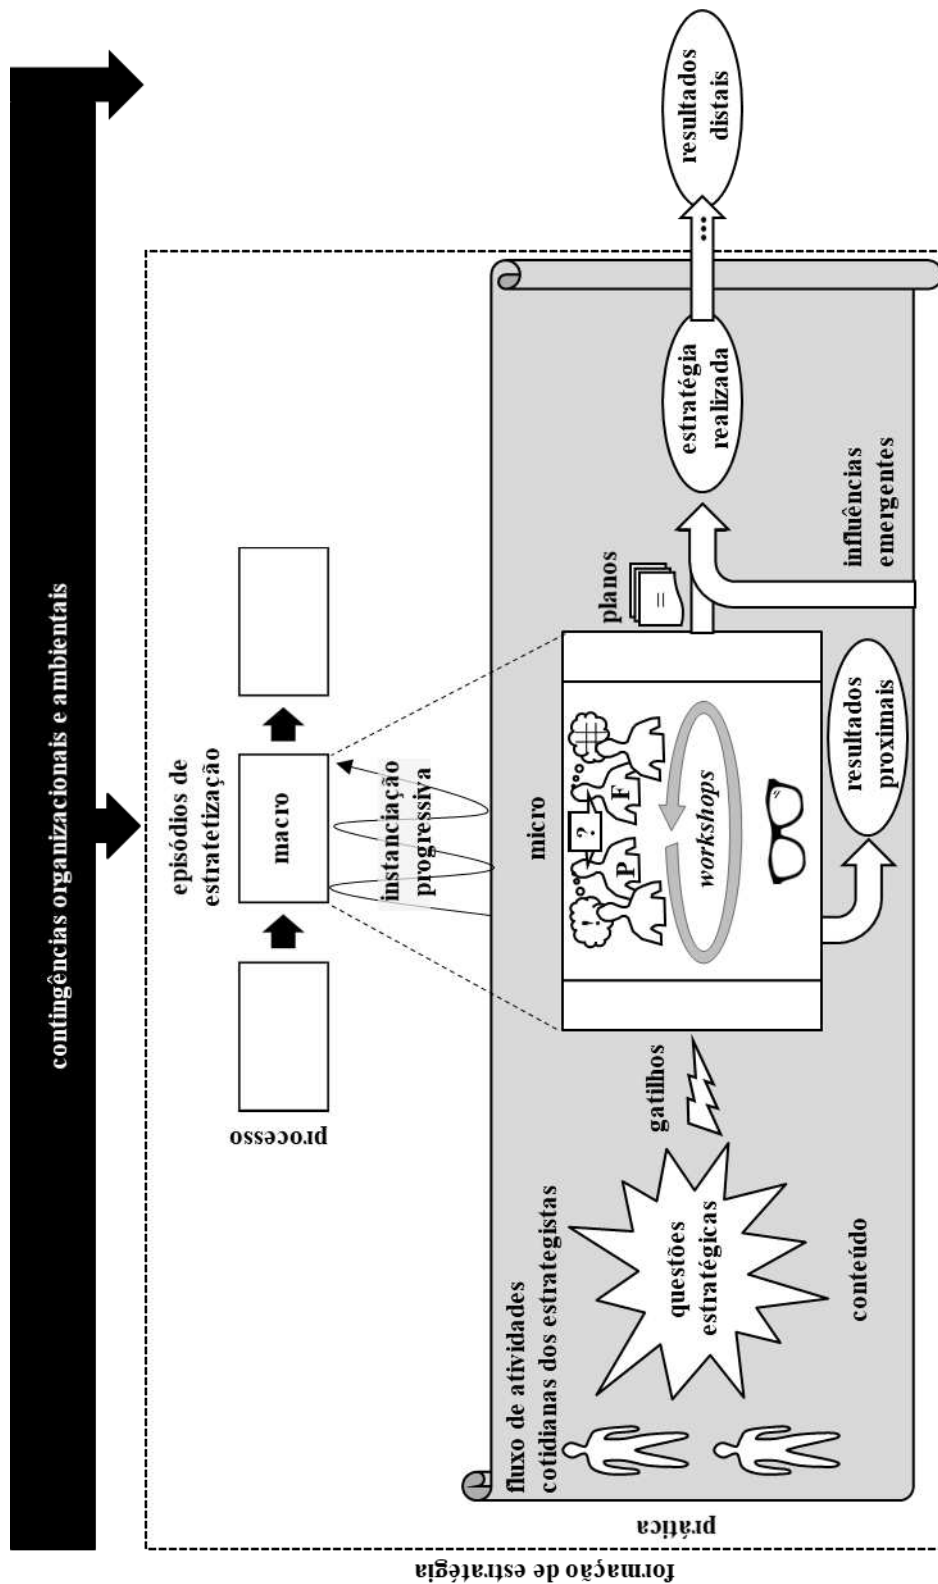 contingências organizacionais e ambientais
formação de estratégia
processo
episódios de
estratetização
macro
instanciação
progressiva
prática
fluxo de atividades
cotidianas dos estrategistas
questões
estratégicas
conteúdo
gatilhos
micro
!
P
?
F
workshops
planos
=
resultados
proximais
influências
emergentes
estratégia
realizada
...
resultados
distais